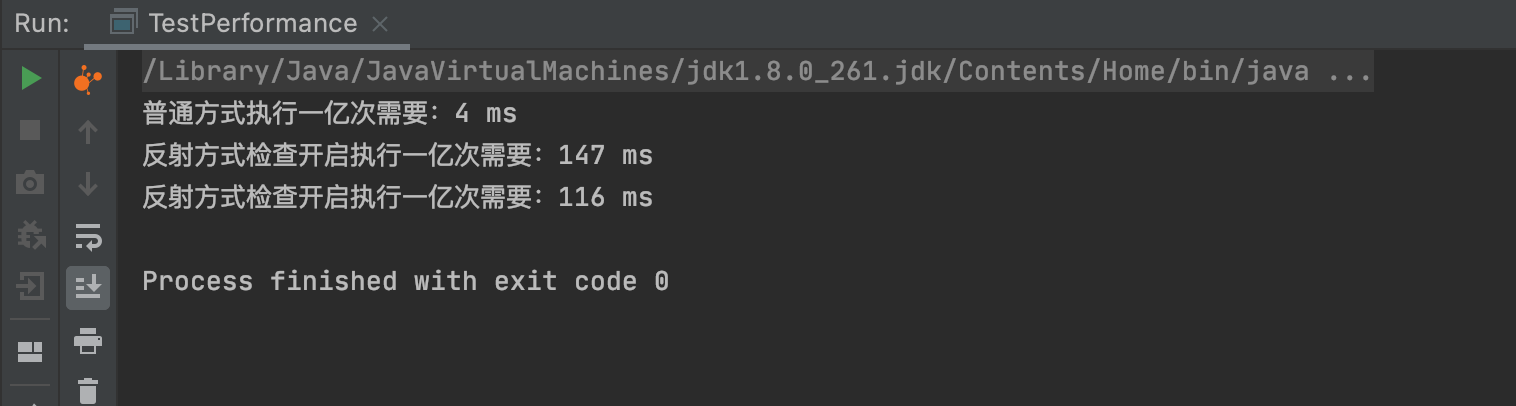 Run: TestPerformance
/Library/Java/JavaVirtualMachines/jdk1.8.0_261.jdk/Contents/Home/bin/java ...
普通方式执行一亿次需要：4 ms
反射方式检查开启执行一亿次需要：147 ms
反射方式检查开启执行一亿次需要：116 ms
Process finished with exit code 0